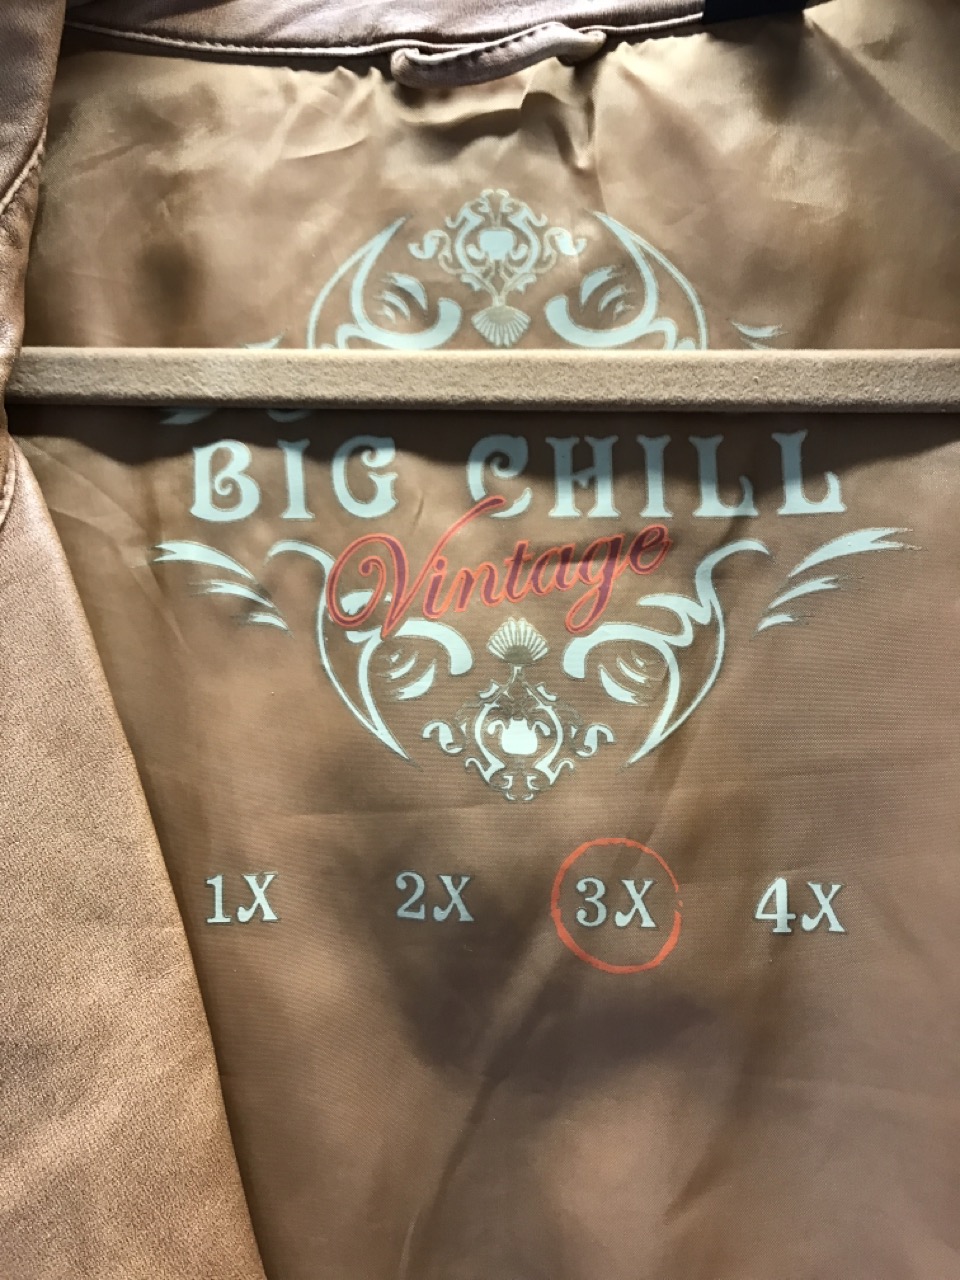 BIG CHILL
Vintage
1X 2X 3X 4X